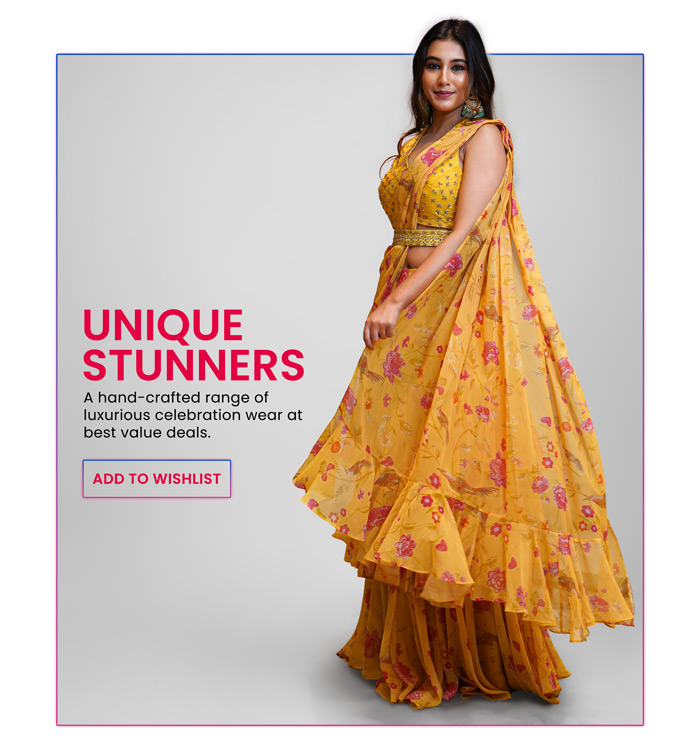 UNIQUE
STUNNERS
A hand-crafted range of
luxurious celebration wear at
best value deals.
ADD TO WISHLIST